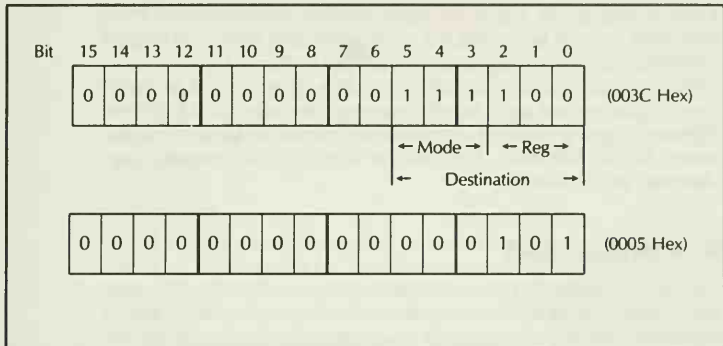 Bit 15 14 13 12 11 10 9 8 7 6 5 4 3 2 1 0
0 0 0 0 0 0 0 0 0 0 1 1 1 1 0 0 (003C Hex)
← Mode → ← Reg →
← Destination →
0 0 0 0 0 0 0 0 0 0 0 0 0 1 0 1 (0005 Hex)